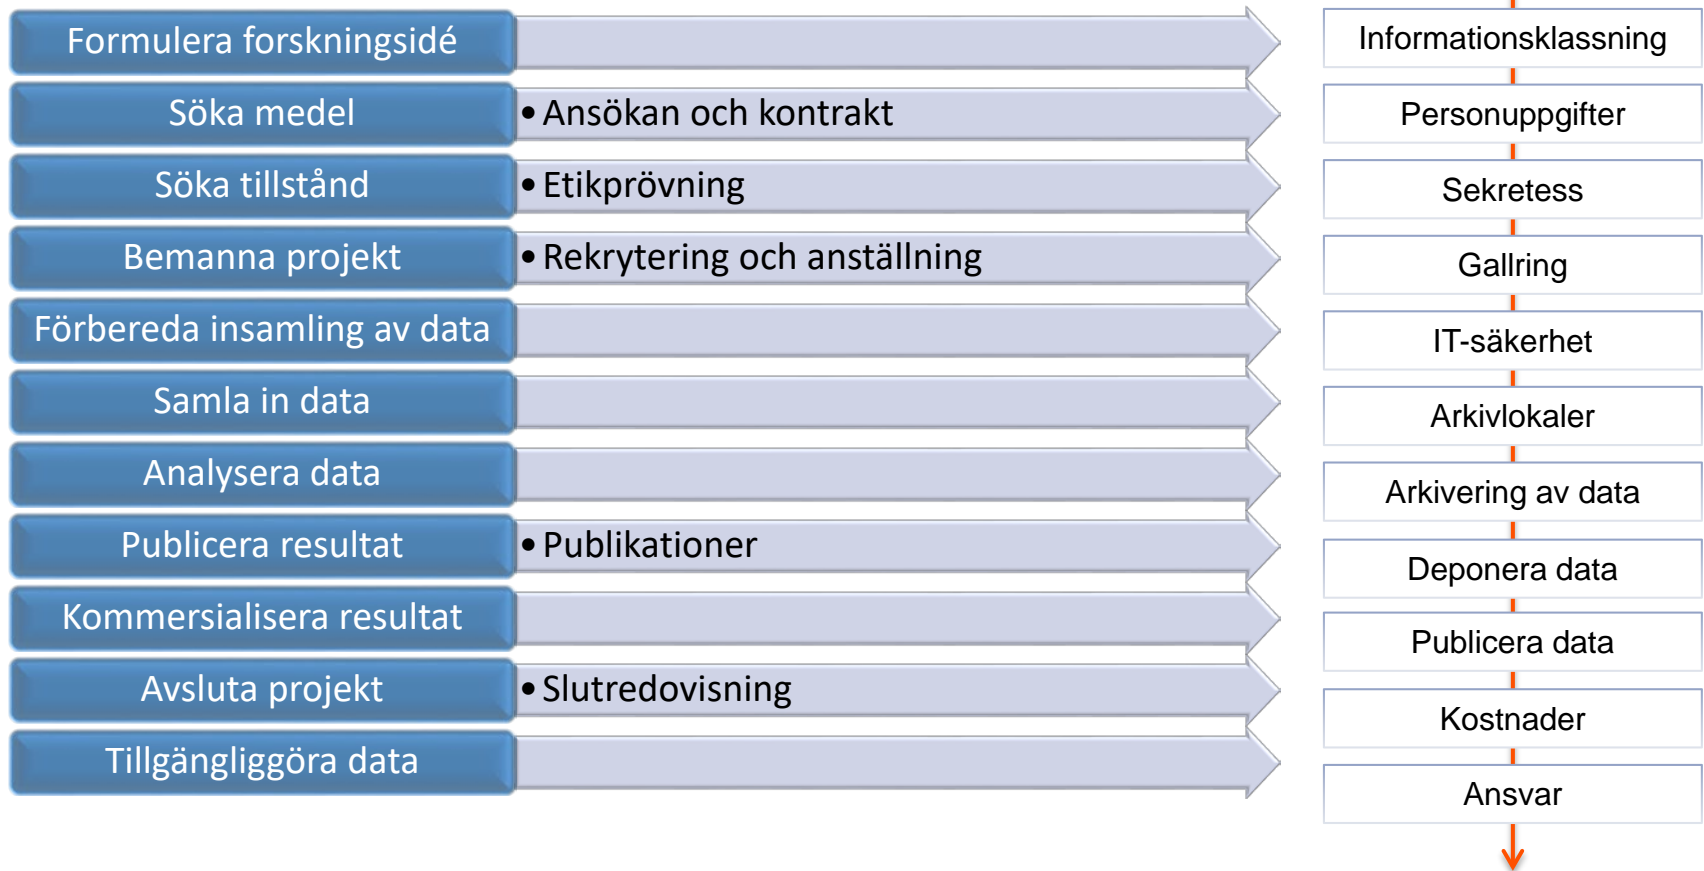 Formulera forskningsidé
Söka medel
• Ansökan och kontrakt
Söka tillstånd
• Etikprövning
Bemanna projekt
• Rekrytering och anställning
Förbereda insamling av data
Samla in data
Analysera data
Publicera resultat
• Publikationer
Kommersialisera resultat
Avsluta projekt
• Slutredovisning
Tillgängliggöra data
Informationsklassning
Personuppgifter
Sekretess
Gallring
IT-säkerhet
Arkivlokaler
Arkivering av data
Deponera data
Publicera data
Kostnader
Ansvar